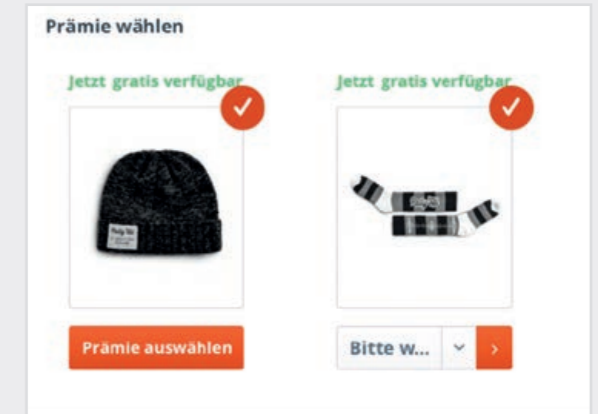 Prämie wählen
Jetzt gratis verfügbar
Jetzt gratis verfügbar
Prämie auswählen
Bitte w...